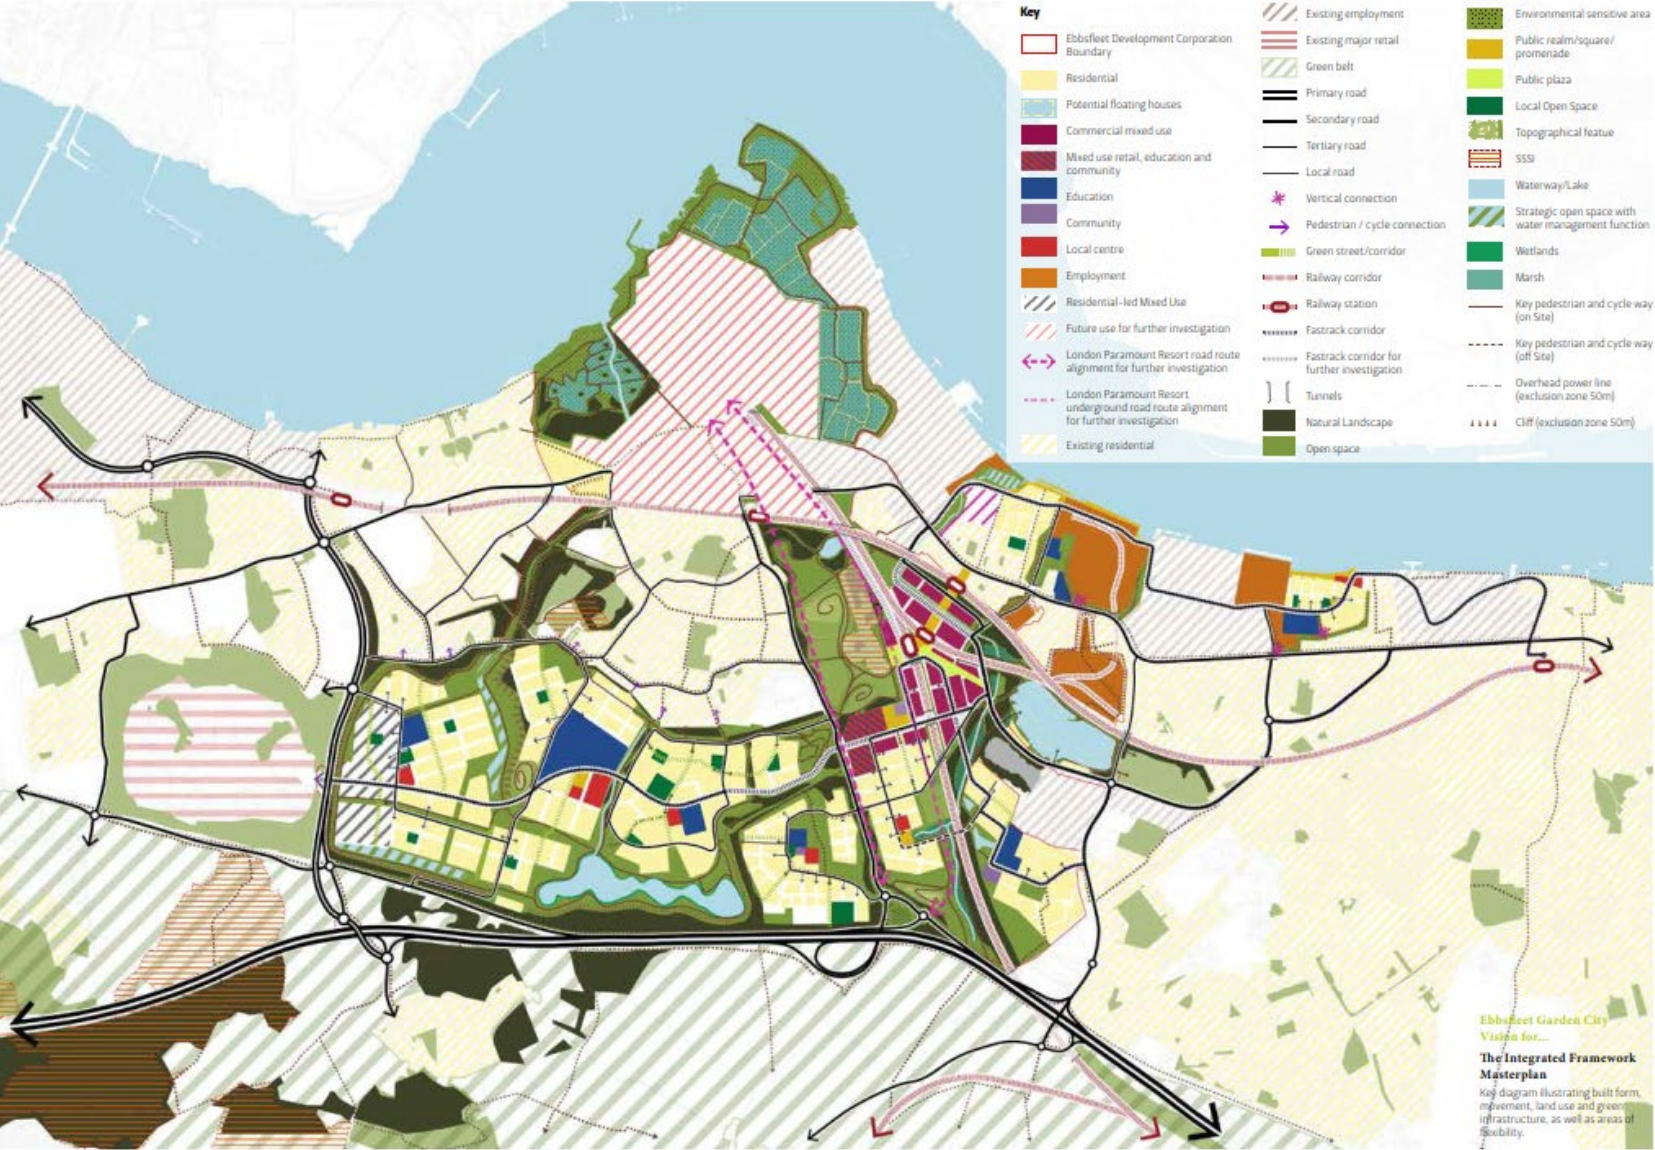 Key
Ebbsfleet Development Corporation
Boundary
Residential
Potential floating houses
Commercial mixed use
Mixed use retail, education and
community
Education
Community
Local centre
Employment
Residential-led Mixed Use
Future use for further investigation
London Paramount Resort road route
alignment for further investigation
London Paramount Resort
underground road route alignment
for further investigation
Existing residential
Existing employment
Existing major retail
Green belt
Primary road
Secondary road
Tertiary road
Local road
Vertical connection
Pedestrian / cycle connection
Green street/corridor
Railway corridor
Railway station
Fastrack corridor
Fastrack corridor for
further investigation
Tunnels
Natural Landscape
Open space
Environmental sensitive area
Public realm/square/
promenade
Public plaza
Local Open Space
Topographical featue
SSSI
Waterway/Lake
Strategic open space with
water management function
Wetlands
Marsh
Key pedestrian and cycle way
(on Site)
Key pedestrian and cycle way
(off Site)
Overhead power line
(exclusion zone 50m)
Cliff (exclusion zone 50m)
Ebbsfleet Garden City
Vision for...
The Integrated Framework
Masterplan
Key diagram illustrating built form,
movement, land use and green
infrastructure, as well as areas of
flexibility.